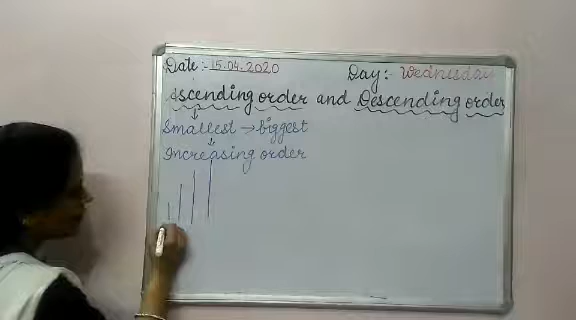 Date:- 15.04.2020 Day:- Wednesday
Ascending order and Descending order
Smallest → biggest
Increasing order